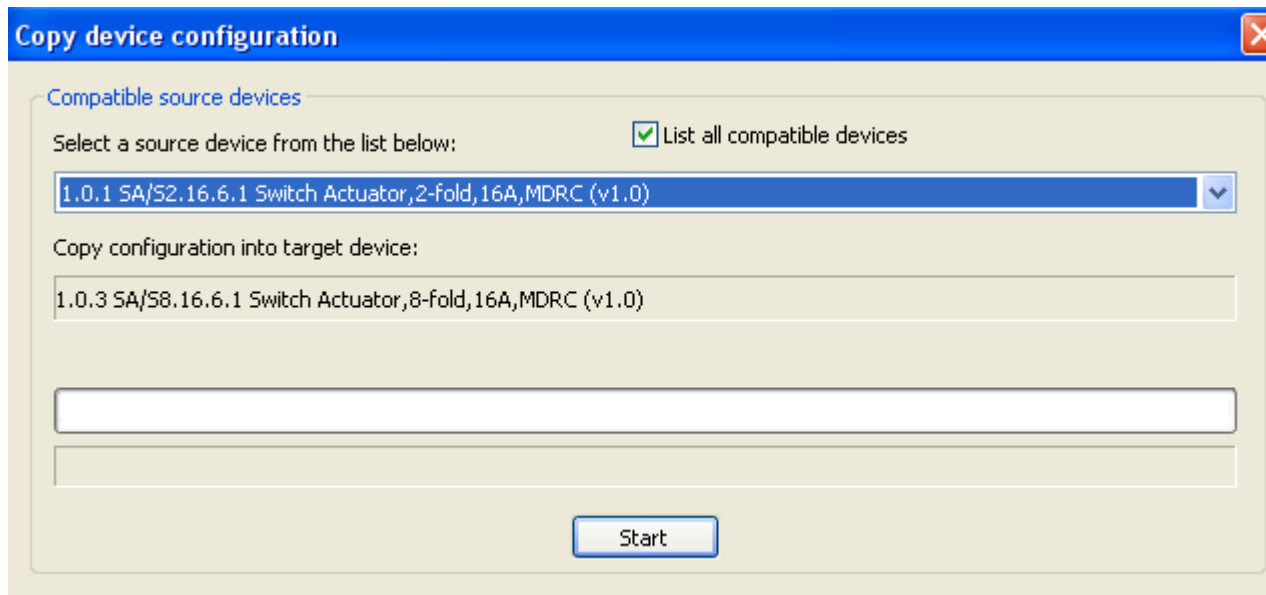 Copy device configuration
Compatible source devices
Select a source device from the list below:
List all compatible devices
1.0.1 SA/S2.16.6.1 Switch Actuator,2-fold,16A,MDRC (v1.0)
Copy configuration into target device:
1.0.3 SA/S8.16.6.1 Switch Actuator,8-fold,16A,MDRC (v1.0)
Start